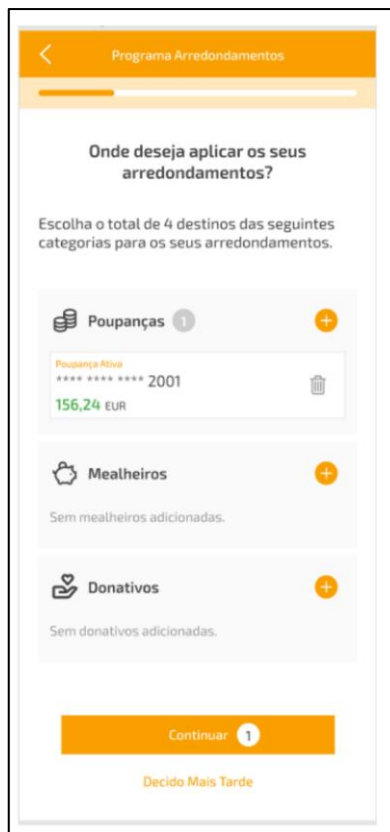 Programa Arredondamentos
Onde deseja aplicar os seus
arredondamentos?
Escolha o total de 4 destinos das seguintes
categorias para os seus arredondamentos.
Poupanças 1
Poupança Ativa
**** **** **** 2001
156,24 EUR
Mealheiros
Sem mealheiros adicionadas.
Donativos
Sem donativos adicionadas.
Continuar 1
Decido Mais Tarde